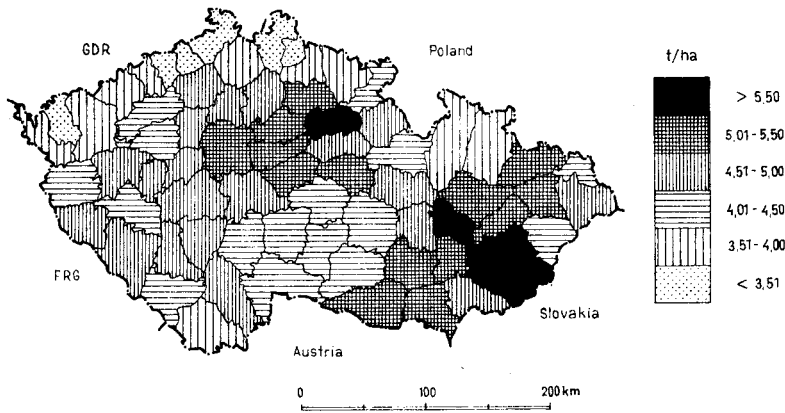 GDR
Poland
t/ha
> 5,50
5,01-5,50
4,51-5,00
4,01-4,50
3,51-4,00
< 3,51
FRG
Slovakia
Austria
0 100 200 km